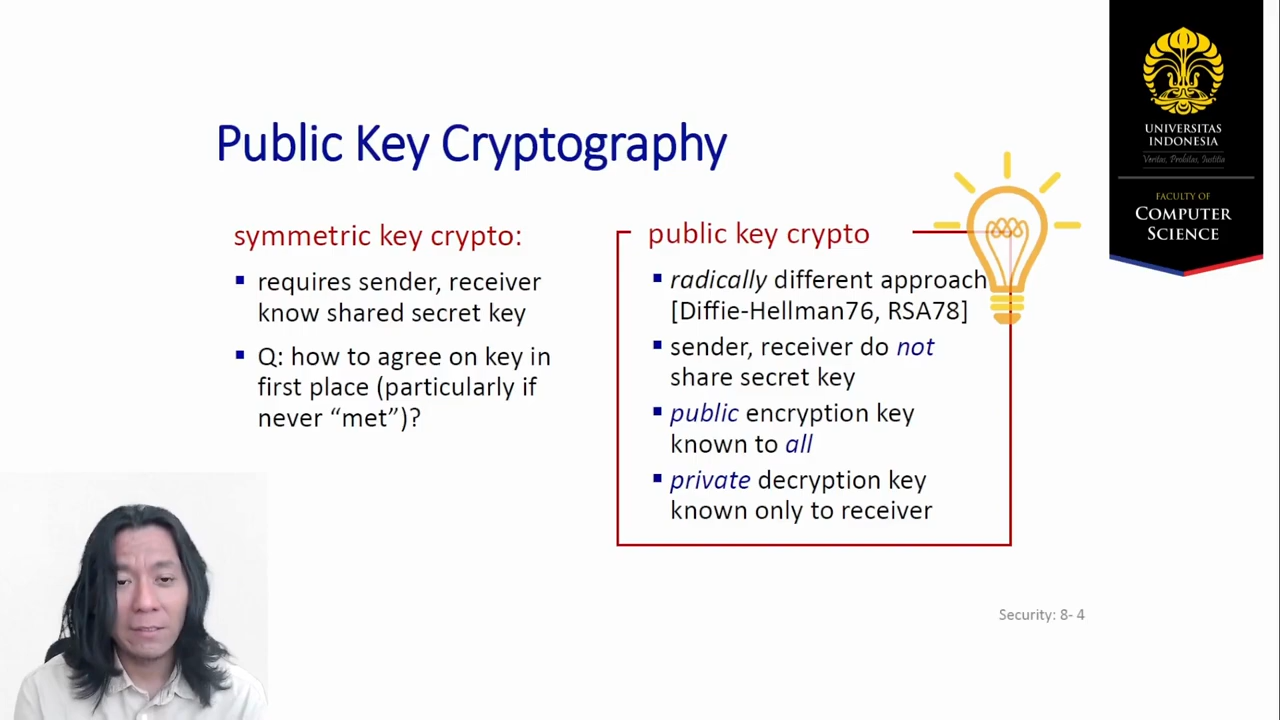 Public Key Cryptography
symmetric key crypto:
▪ requires sender, receiver
know shared secret key
▪ Q: how to agree on key in
first place (particularly if
never “met”)?
public key crypto
▪ radically different approach
[Diffie-Hellman76, RSA78]
▪ sender, receiver do not
share secret key
▪ public encryption key
known to all
▪ private decryption key
known only to receiver
Security: 8- 4
UNIVERSITAS
INDONESIA
Veritas, Probitas, Iustitia
FACULTY OF
COMPUTER
SCIENCE